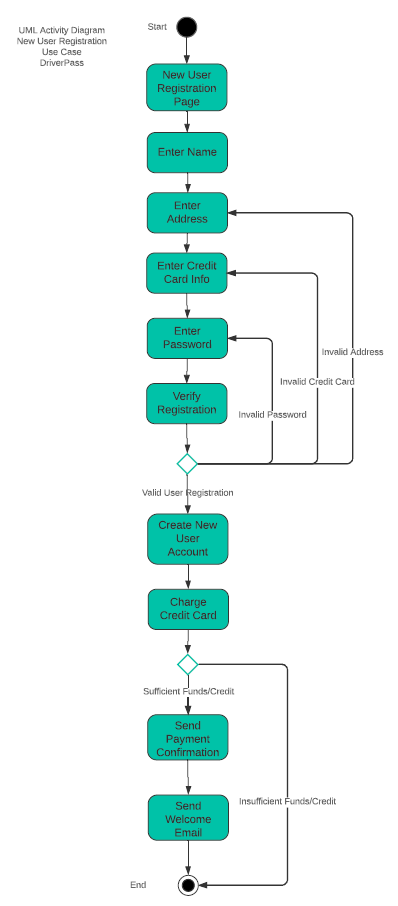 UML Activity Diagram
New User Registration
Use Case
DriverPass
Start
New User
Registration
Page
Enter Name
Enter
Address
Enter Credit
Card Info
Enter
Password
Invalid Address
Invalid Credit Card
Verify
Registration
Invalid Password
Valid User Registration
Create New
User
Account
Charge
Credit Card
Sufficient Funds/Credit
Send
Payment
Confirmation
Insufficient Funds/Credit
Send
Welcome
Email
End